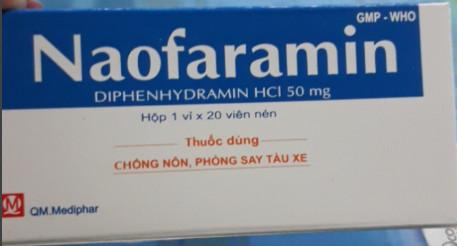 GMP - WHO
Naofaramin
DIPHENHYDRAMIN HCl 50 mg
Hộp 1 vỉ x 20 viên nén
Thuốc dùng
CHỐNG NÔN, PHÒNG SAY TÀU XE
M
QM.Mediphar